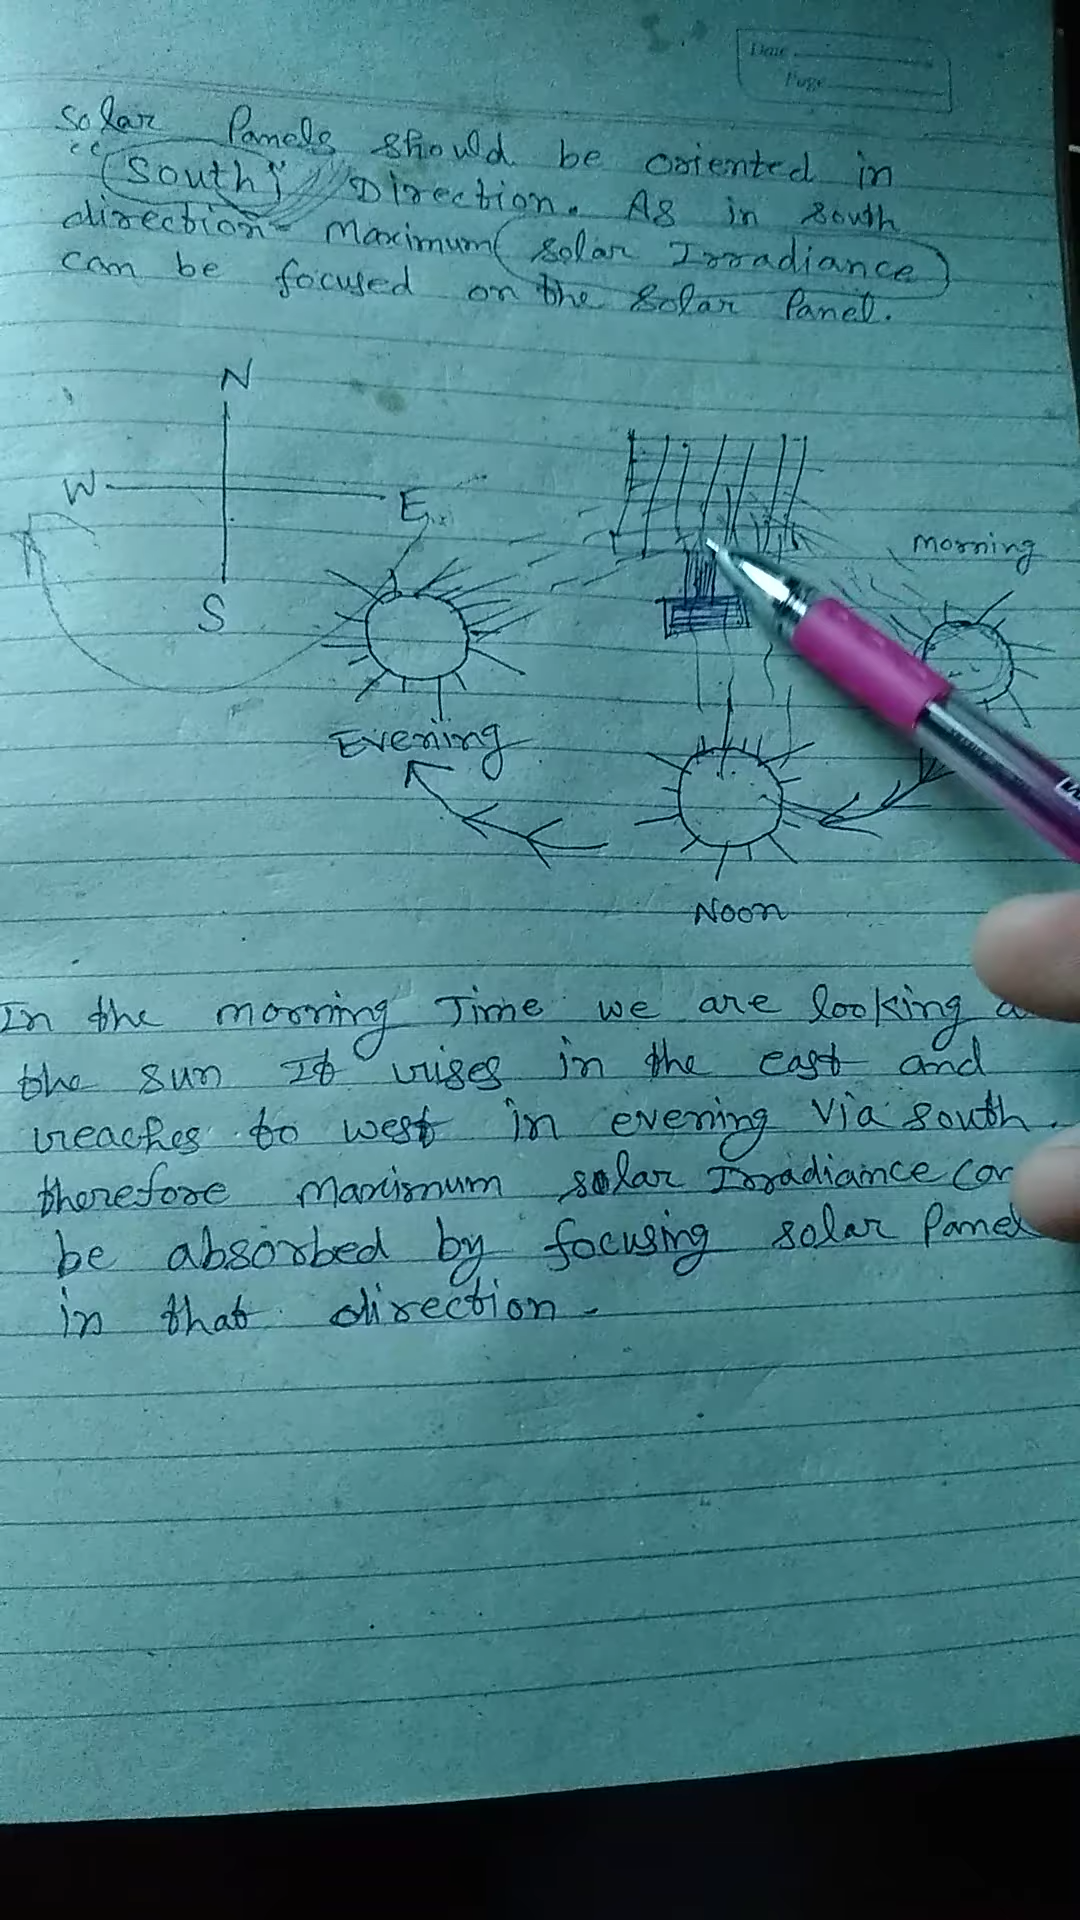 Date
Page
Solar Panels should be oriented in
"South" Direction. As in south
direction maximum solar Irradiance
can be focused on the solar Panel.
N
W
E
S
morning
Evening
Noon
In the morning Time we are looking
the sun It rises in the east and
reaches to west in evening via south.
therefore maximum solar Irradiance
be absorbed by focusing solar Panel
in that direction.